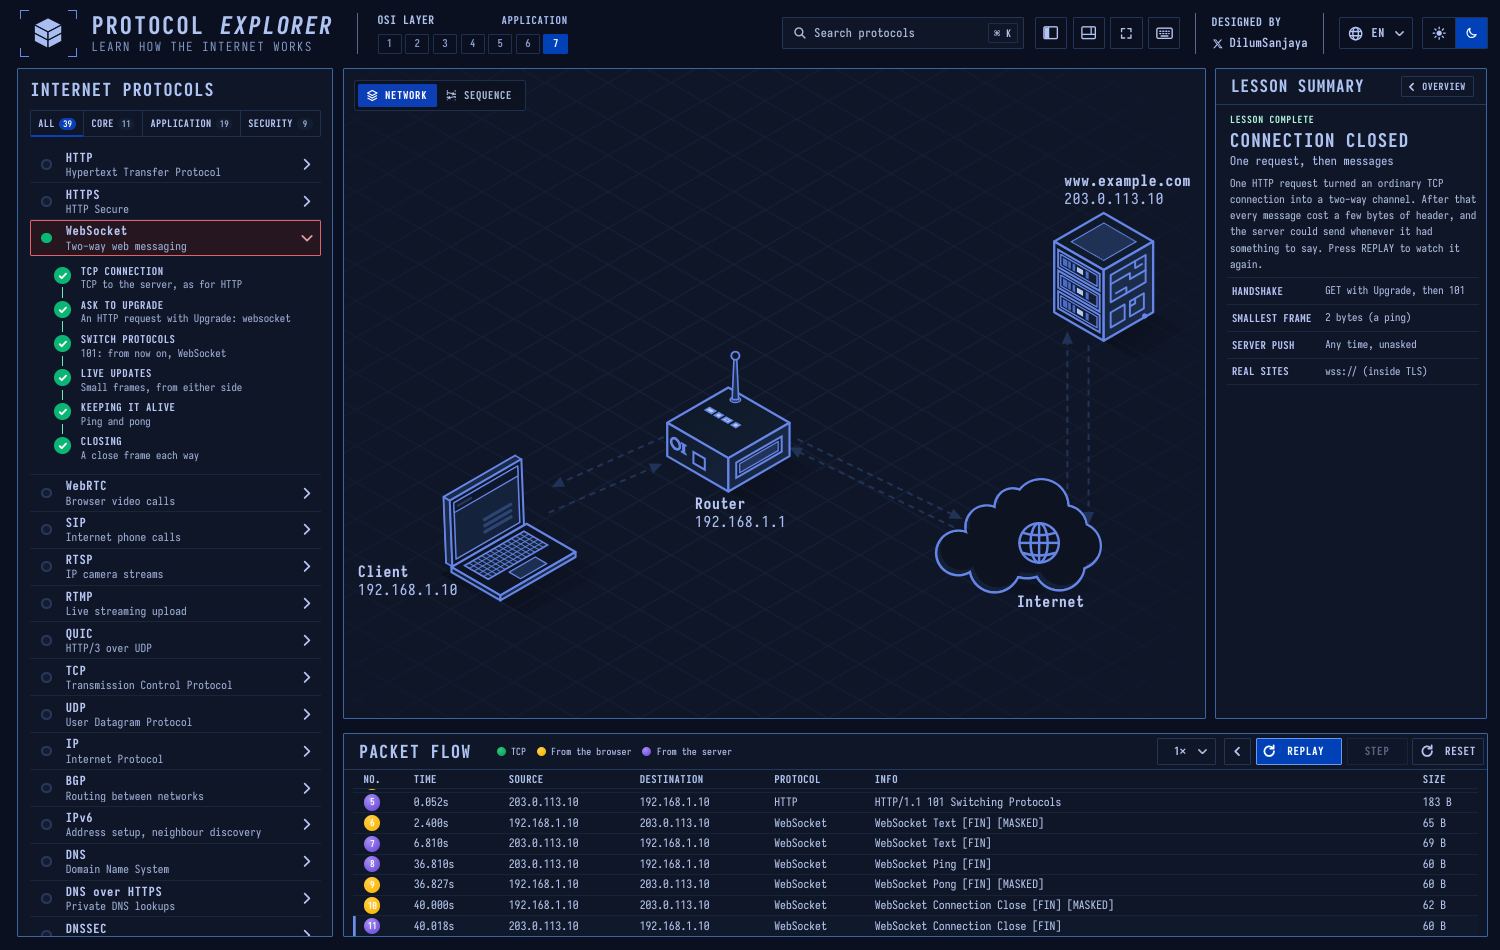 PROTOCOL EXPLORER
LEARN HOW THE INTERNET WORKS
OSI LAYER APPLICATION
1 2 3 4 5 6 7
Search protocols ⌘ K
DESIGNED BY
DilumSanjaya
EN
INTERNET PROTOCOLS
ALL 39 CORE 11 APPLICATION 19 SECURITY 9
HTTP
Hypertext Transfer Protocol
HTTPS
HTTP Secure
WebSocket
Two-way web messaging
TCP CONNECTION
TCP to the server, as for HTTP
ASK TO UPGRADE
An HTTP request with Upgrade: websocket
SWITCH PROTOCOLS
101: from now on, WebSocket
LIVE UPDATES
Small frames, from either side
KEEPING IT ALIVE
Ping and pong
CLOSING
A close frame each way
WebRTC
Browser video calls
SIP
Internet phone calls
RTSP
IP camera streams
RTMP
Live streaming upload
QUIC
HTTP/3 over UDP
TCP
Transmission Control Protocol
UDP
User Datagram Protocol
IP
Internet Protocol
BGP
Routing between networks
IPv6
Address setup, neighbour discovery
DNS
Domain Name System
DNS over HTTPS
Private DNS lookups
DNSSEC
NETWORK SEQUENCE
www.example.com
203.0.113.10
Router
192.168.1.1
Client
192.168.1.10
Internet
LESSON SUMMARY OVERVIEW
LESSON COMPLETE
CONNECTION CLOSED
One request, then messages
One HTTP request turned an ordinary TCP
connection into a two-way channel. After that
every message cost a few bytes of header, and
the server could send whenever it had
something to say. Press REPLAY to watch it
again.
HANDSHAKE GET with Upgrade, then 101
SMALLEST FRAME 2 bytes (a ping)
SERVER PUSH Any time, unasked
REAL SITES wss:// (inside TLS)
PACKET FLOW TCP From the browser From the server 1× REPLAY STEP RESET
NO. TIME SOURCE DESTINATION PROTOCOL INFO SIZE
5 0.052s 203.0.113.10 192.168.1.10 HTTP HTTP/1.1 101 Switching Protocols 183 B
6 2.400s 192.168.1.10 203.0.113.10 WebSocket WebSocket Text [FIN] [MASKED] 65 B
7 6.810s 203.0.113.10 192.168.1.10 WebSocket WebSocket Text [FIN] 69 B
8 36.810s 203.0.113.10 192.168.1.10 WebSocket WebSocket Ping [FIN] 60 B
9 36.827s 192.168.1.10 203.0.113.10 WebSocket WebSocket Pong [FIN] [MASKED] 60 B
10 40.000s 192.168.1.10 203.0.113.10 WebSocket WebSocket Connection Close [FIN] [MASKED] 62 B
11 40.018s 203.0.113.10 192.168.1.10 WebSocket WebSocket Connection Close [FIN] 60 B